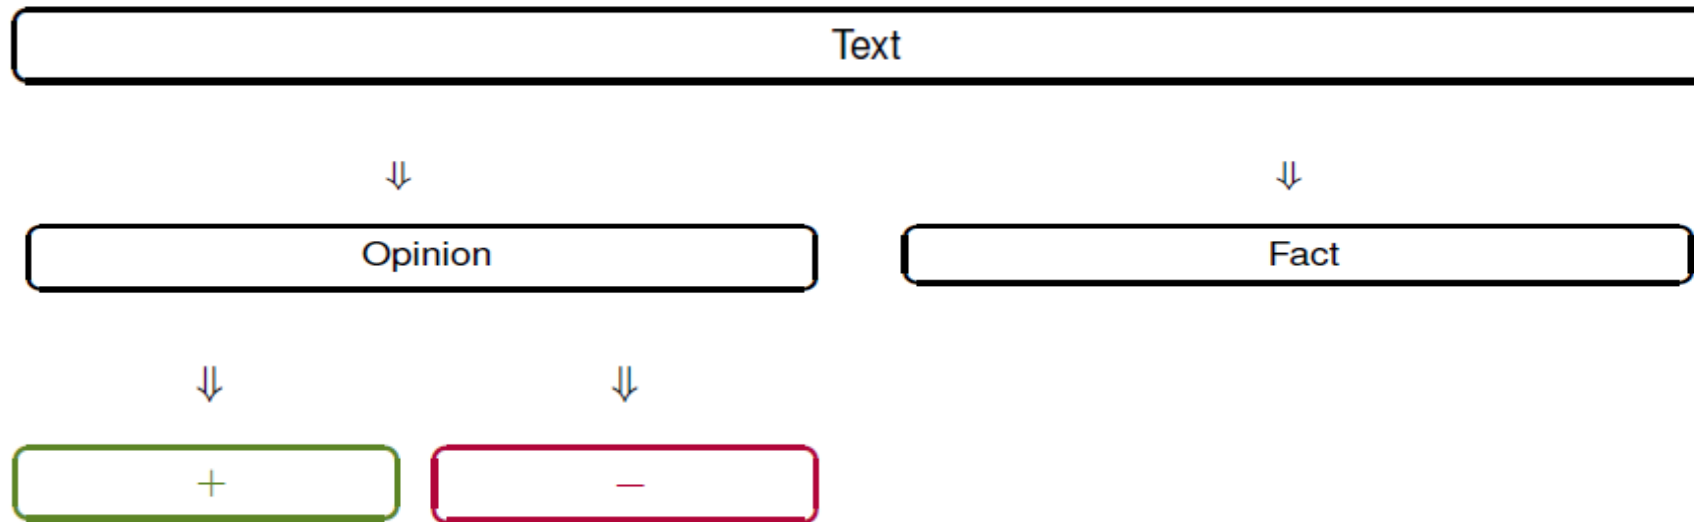 Text
⇓ ⇓
Opinion Fact
⇓ ⇓
+ −